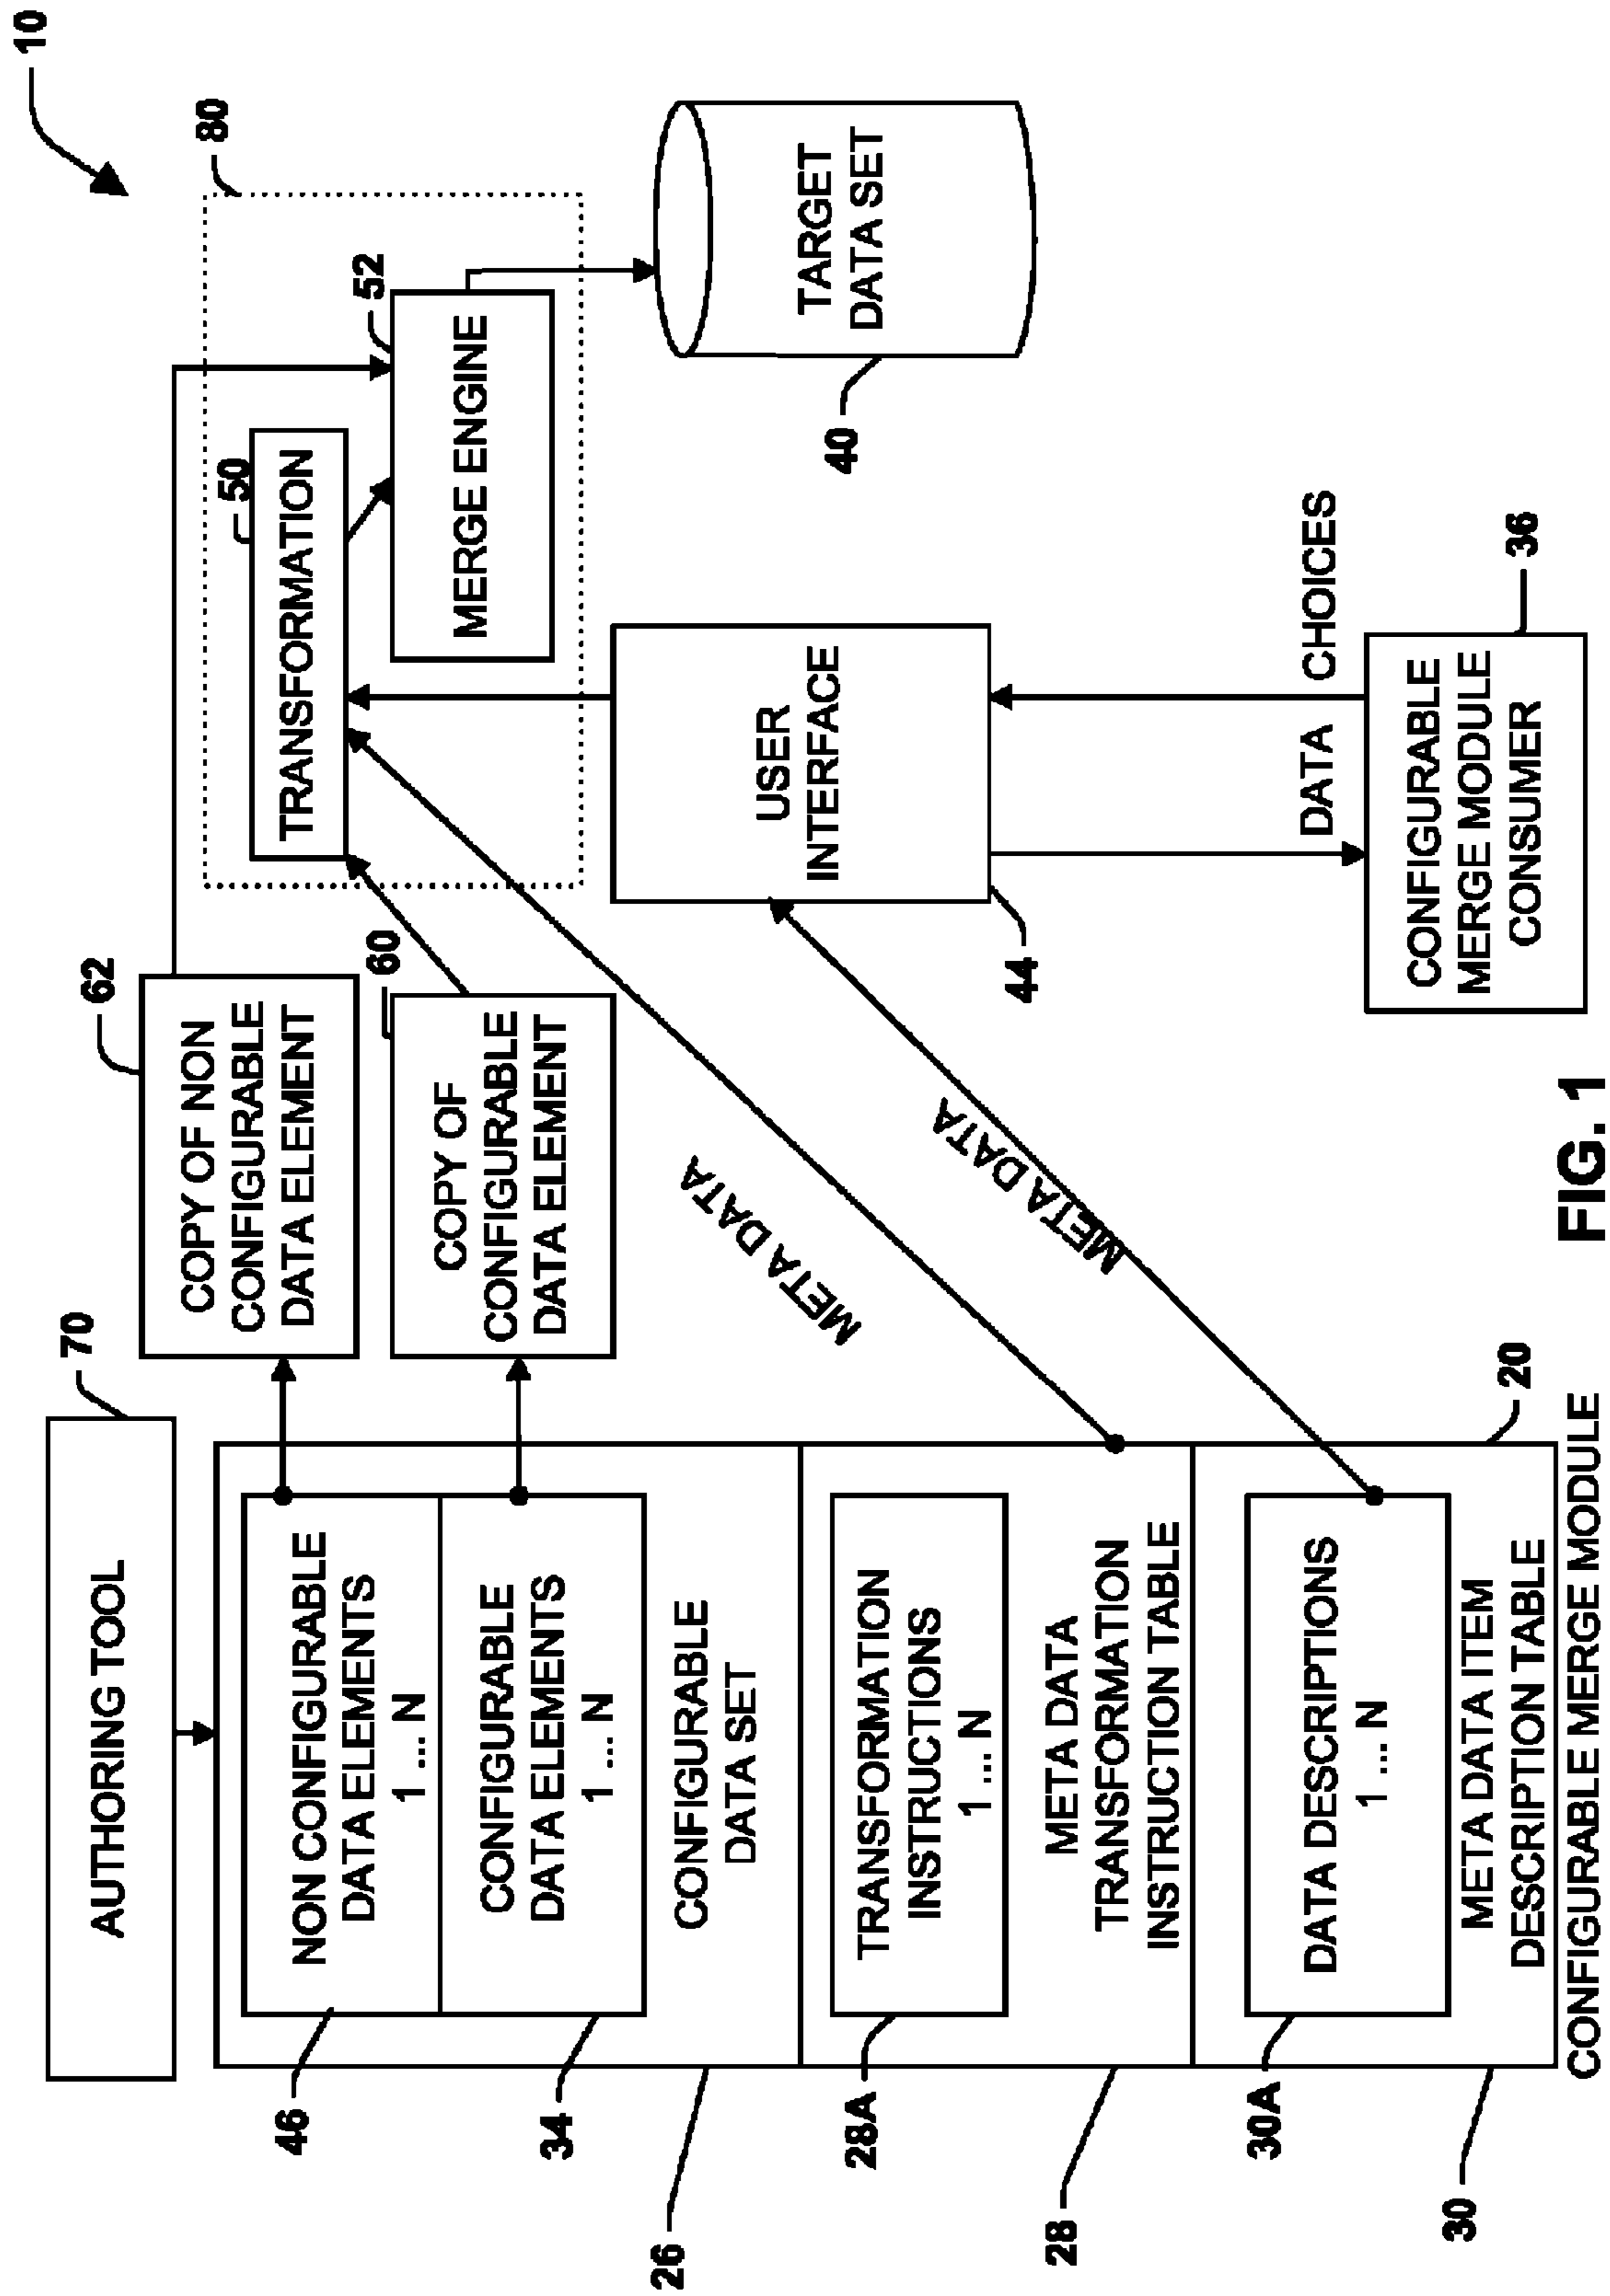 10
AUTHORING TOOL
70
62
COPY OF NON
CONFIGURABLE
DATA ELEMENT
80
50
TRANSFORMATION
52
MERGE ENGINE
46
NON CONFIGURABLE
DATA ELEMENTS
1 ... N
34
CONFIGURABLE
DATA ELEMENTS
1 ... N
60
COPY OF
CONFIGURABLE
DATA ELEMENT
26
CONFIGURABLE
DATA SET
META DATA
USER
INTERFACE
44
TARGET
DATA SET
40
28A
TRANSFORMATION
INSTRUCTIONS
1 ... N
28
META DATA
TRANSFORMATION
INSTRUCTION TABLE
META DATA
DATA
CHOICES
30A
DATA DESCRIPTIONS
1 ... N
30
META DATA ITEM
DESCRIPTION TABLE
20
CONFIGURABLE MERGE MODULE
CONFIGURABLE
MERGE MODULE
CONSUMER
36
FIG. 1